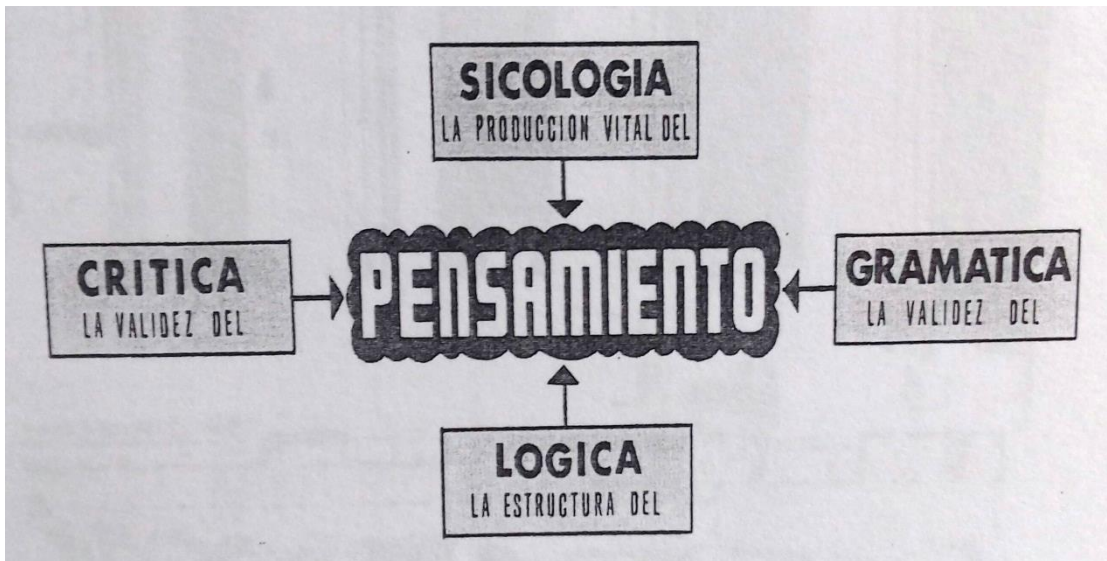 SICOLOGIA
LA PRODUCCION VITAL DEL
CRITICA
LA VALIDEZ DEL
PENSAMIENTO
GRAMATICA
LA VALIDEZ DEL
LOGICA
LA ESTRUCTURA DEL